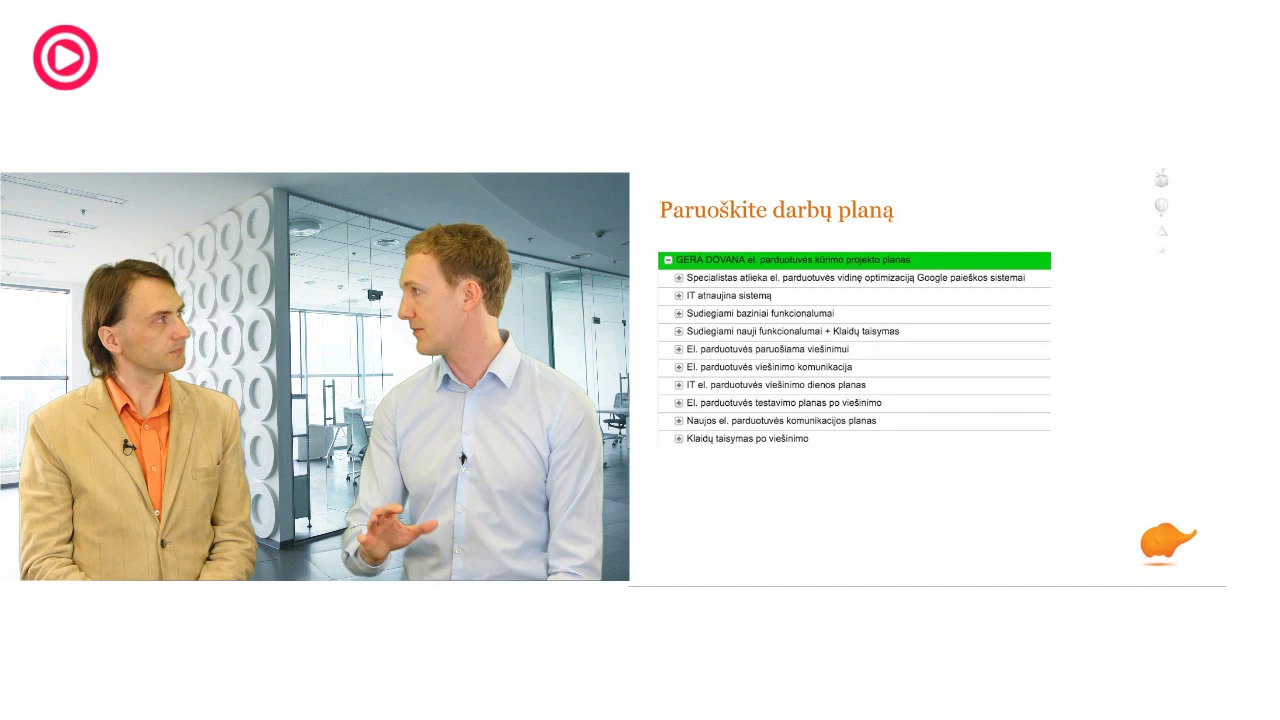 Paruoškite darbų planą
GERA DOVANA el. parduotuvės kūrimo projekto planas
Specialistas atlieka el. parduotuvės vidinę optimizaciją Google paieškos sistemai
IT atnaujina sistemą
Sudiegiami baziniai funkcionalumai
Sudiegiami nauji funkcionalumai + Klaidų taisymas
El. parduotuvės paruošiama viešinimui
El. parduotuvės viešinimo komunikacija
IT el. parduotuvės viešinimo dienos planas
El. parduotuvės testavimo planas po viešinimo
Naujos el. parduotuvės komunikacijos planas
Klaidų taisymas po viešinimo